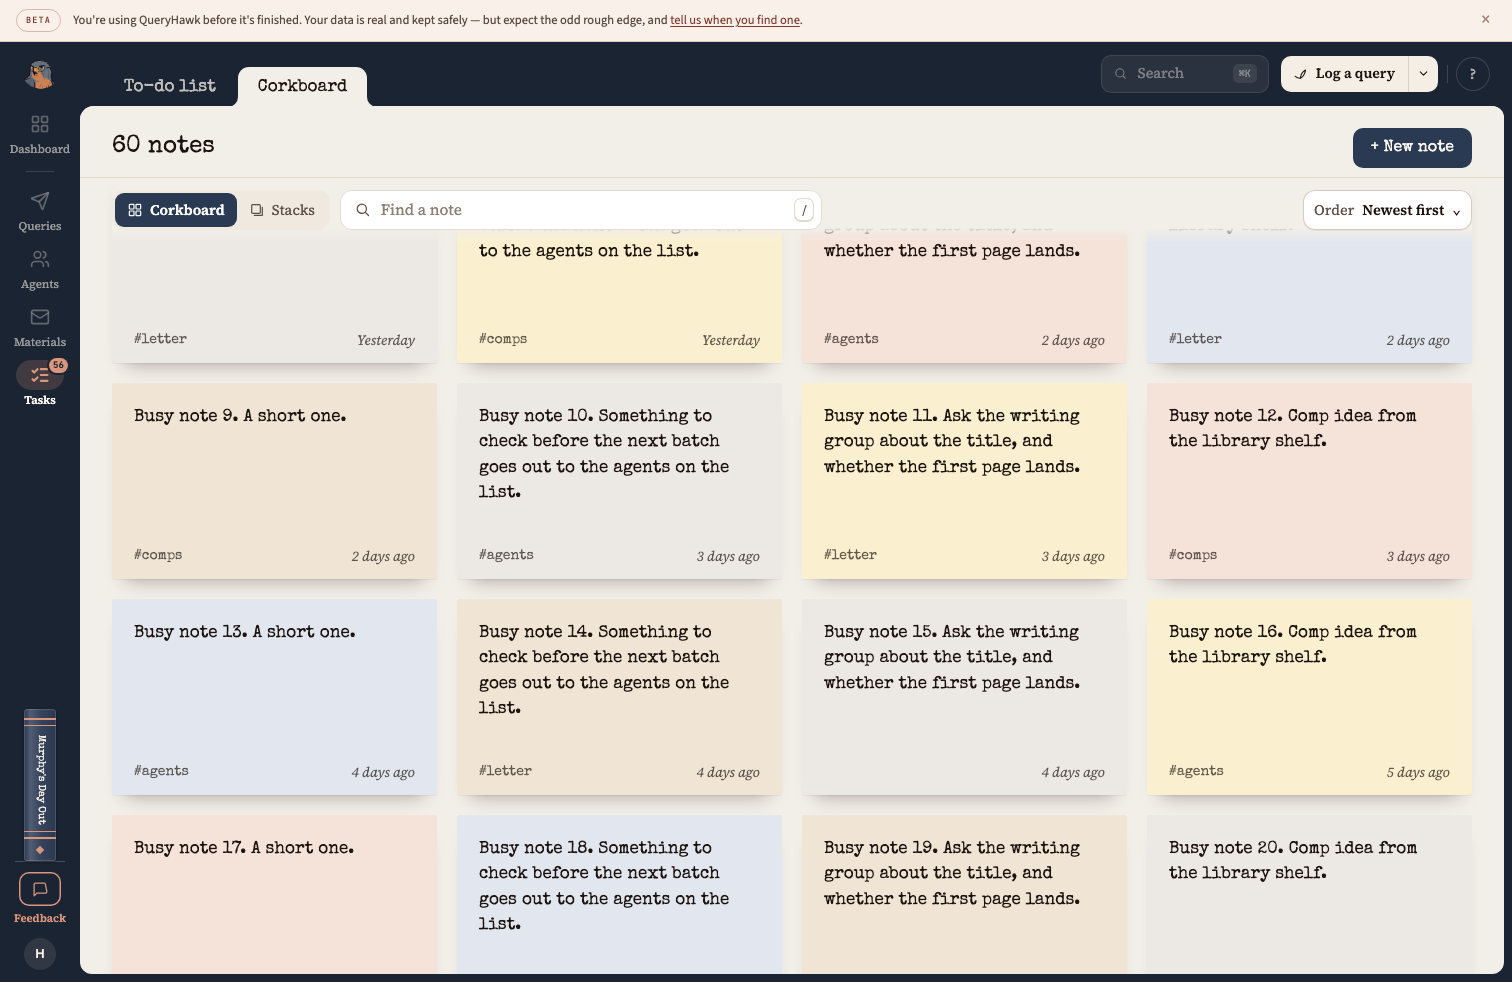 BETA You're using QueryHawk before it's finished. Your data is real and kept safely — but expect the odd rough edge, and tell us when you find one. ×
To-do list Corkboard Search ⌘K Log a query ?
Dashboard
Queries
Agents
Materials
56
Tasks
Murphy's Day Out
Feedback
H
60 notes + New note
Corkboard Stacks Find a note / Order Newest first
#letter Yesterday
to the agents on the list.
#comps Yesterday
group about the title, and
whether the first page lands.
#agents 2 days ago
library shelf.
#letter 2 days ago
Busy note 9. A short one.
#comps 2 days ago
Busy note 10. Something to
check before the next batch
goes out to the agents on the
list.
#agents 3 days ago
Busy note 11. Ask the writing
group about the title, and
whether the first page lands.
#letter 3 days ago
Busy note 12. Comp idea from
the library shelf.
#comps 3 days ago
Busy note 13. A short one.
#agents 4 days ago
Busy note 14. Something to
check before the next batch
goes out to the agents on the
list.
#letter 4 days ago
Busy note 15. Ask the writing
group about the title, and
whether the first page lands.
4 days ago
Busy note 16. Comp idea from
the library shelf.
#agents 5 days ago
Busy note 17. A short one.
Busy note 18. Something to
check before the next batch
goes out to the agents on the
list.
Busy note 19. Ask the writing
group about the title, and
whether the first page lands.
Busy note 20. Comp idea from
the library shelf.